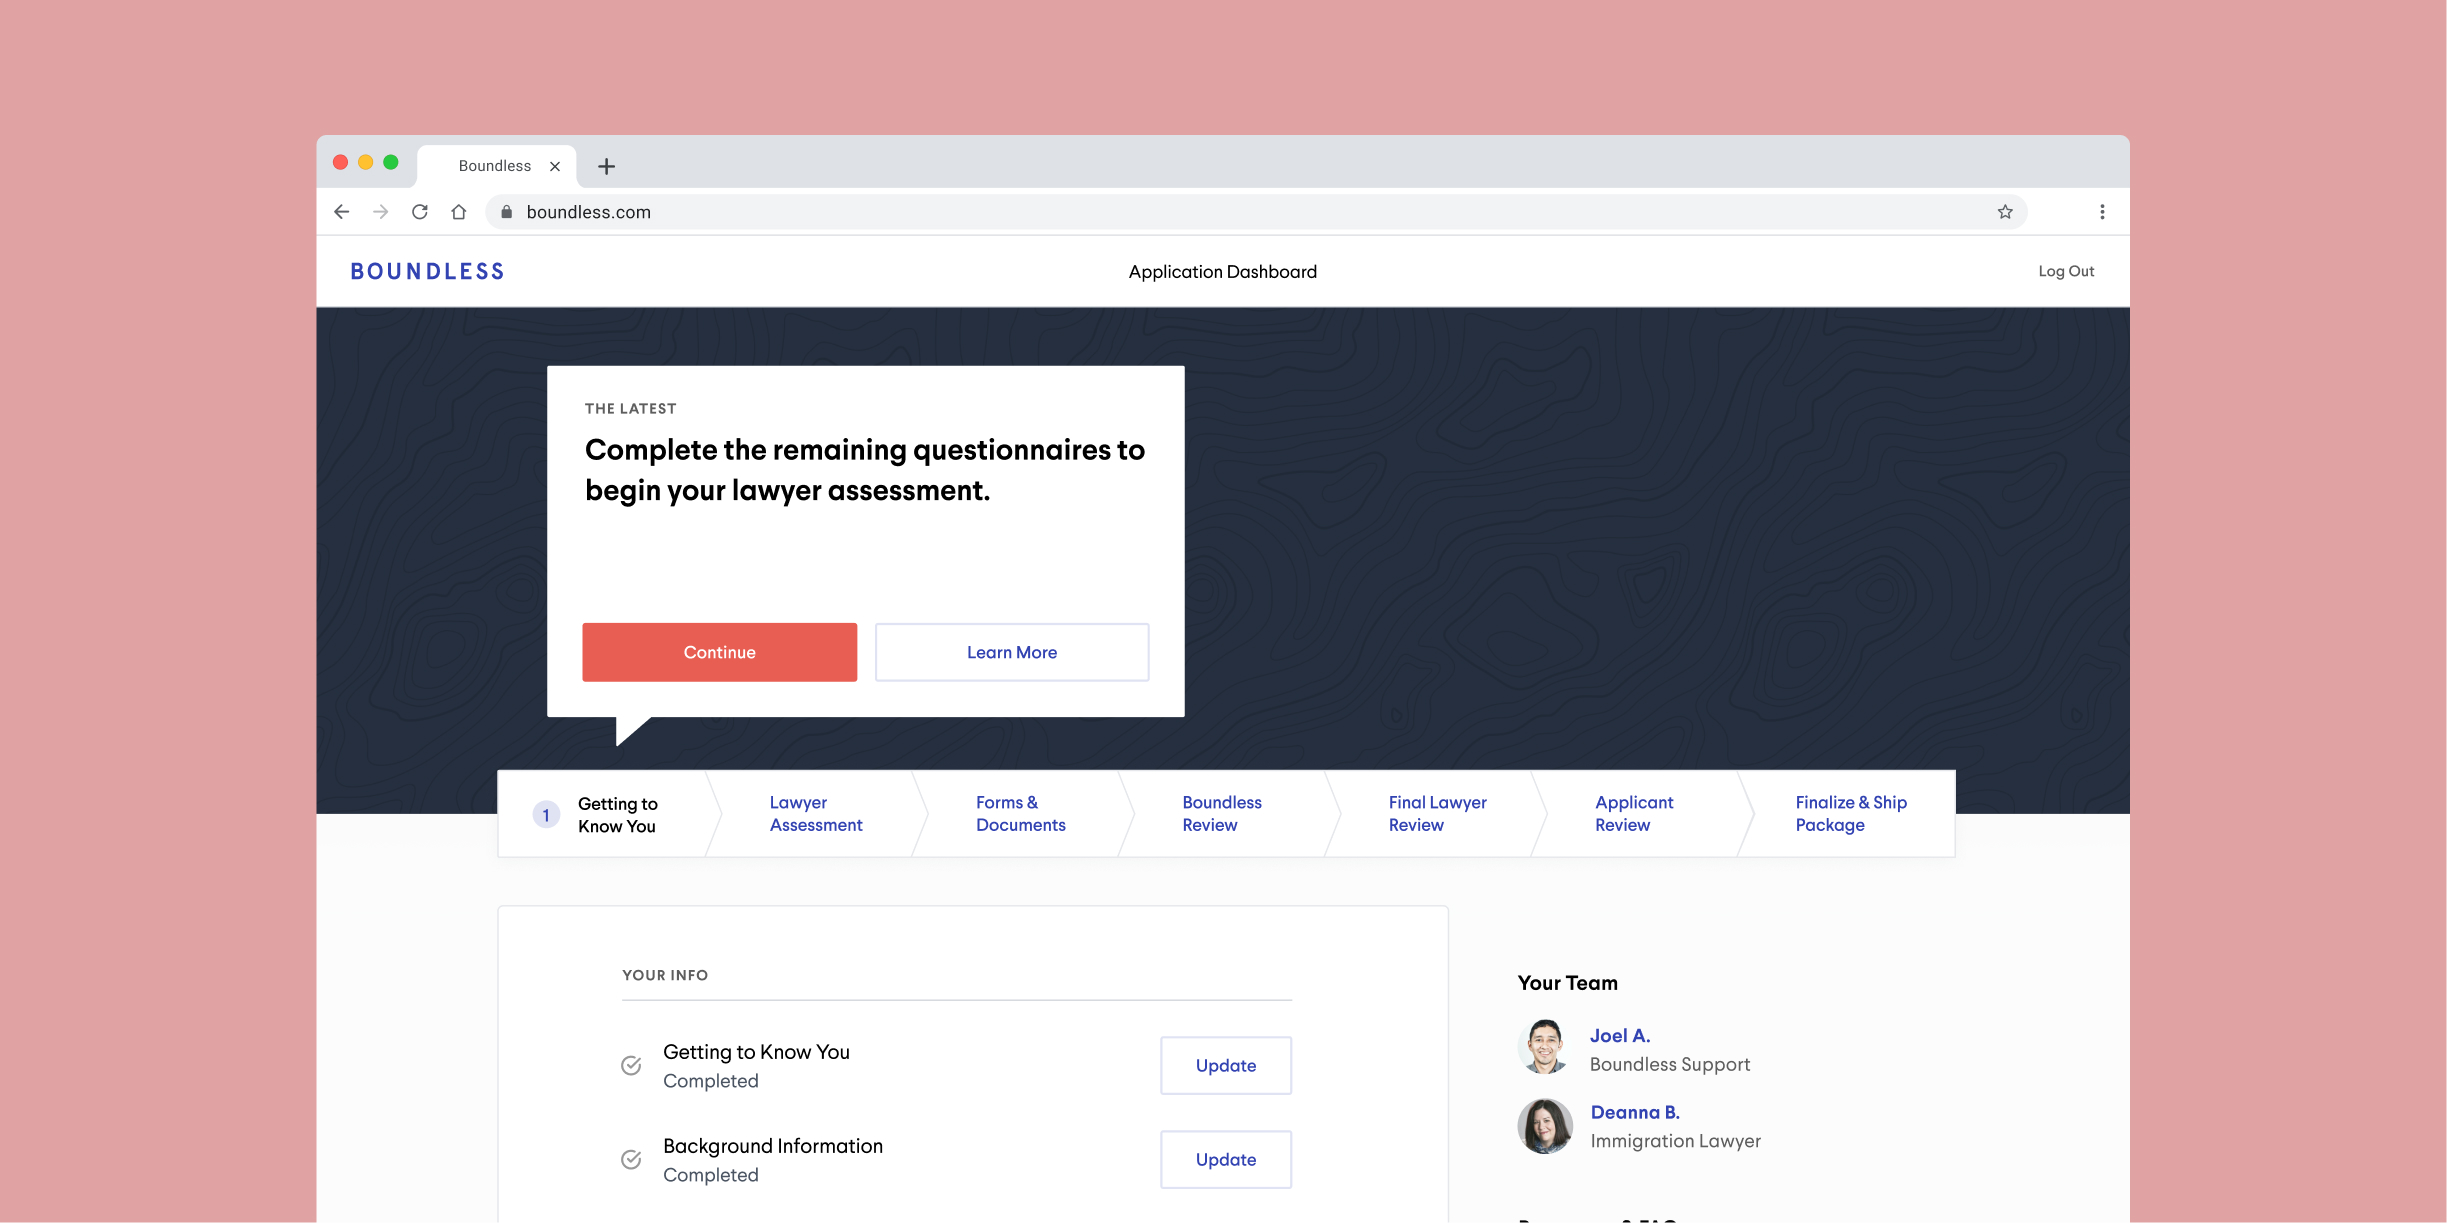 Boundless
boundless.com
BOUNDLESS
Application Dashboard
Log Out
THE LATEST
Complete the remaining questionnaires to
begin your lawyer assessment.
Continue
Learn More
1
Getting to
Know You
Lawyer
Assessment
Forms &
Documents
Boundless
Review
Final Lawyer
Review
Applicant
Review
Finalize & Ship
Package
YOUR INFO
Getting to Know You
Completed
Update
Background Information
Completed
Update
Your Team
Joel A.
Boundless Support
Deanna B.
Immigration Lawyer